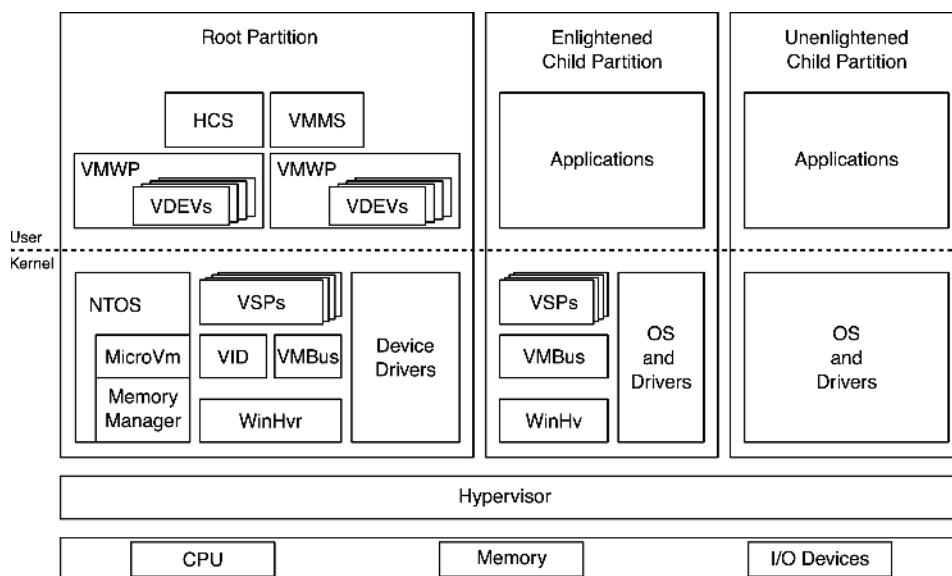 Root Partition
Enlightened
Child Partition
Unenlightened
Child Partition
HCS
VMMS
VMWP
VDEVs
VMWP
VDEVs
Applications
Applications
User
Kernel
NTOS
MicroVm
Memory
Manager
VSPs
VID
VMBus
WinHvr
Device
Drivers
VSPs
VMBus
WinHv
OS
and
Drivers
OS
and
Drivers
Hypervisor
CPU
Memory
I/O Devices